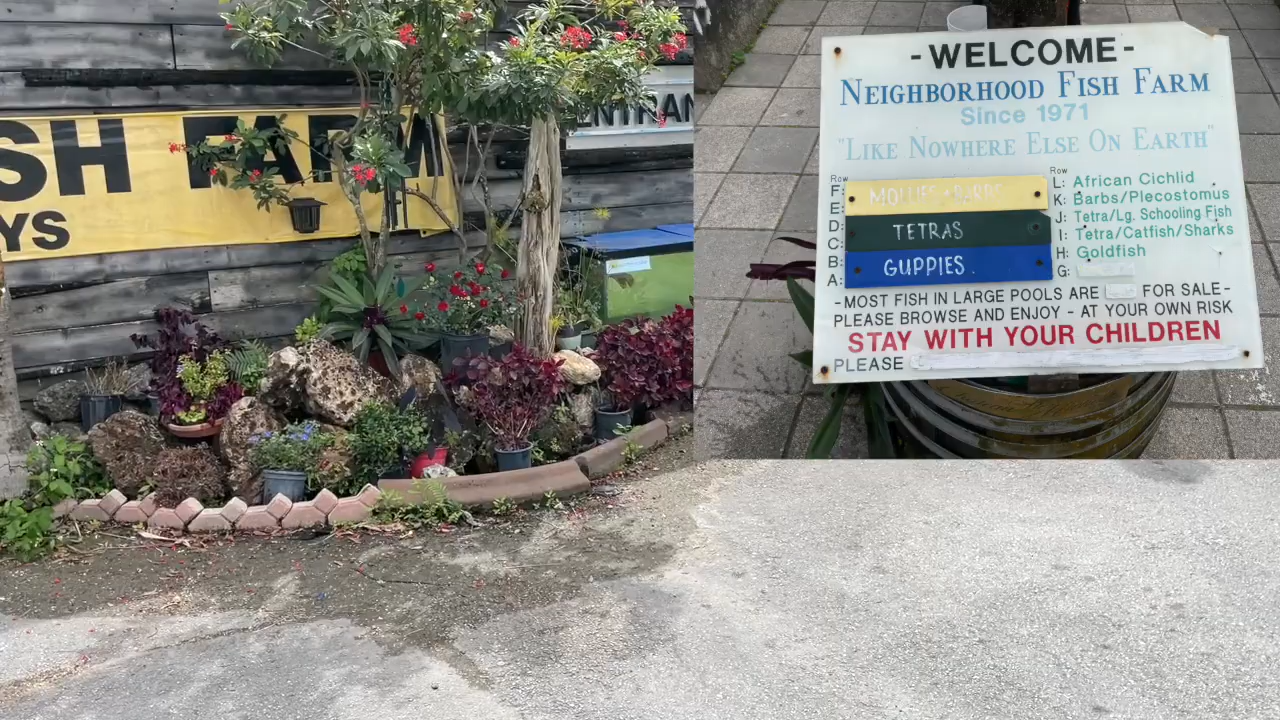 SH FARM
YS
ENTRAN
-WELCOME-
NEIGHBORHOOD FISH FARM
Since 1971
"LIKE NOWHERE ELSE ON EARTH"
Row
F:
E:
D:
C:
B:
A:
MOLLIES + BARBS
TETRAS
GUPPIES.
Row
L: African Cichlid
K: Barbs/Plecostomus
J: Tetra/Lg. Schooling Fish
I: Tetra/Catfish/Sharks
H: Goldfish
G:
-MOST FISH IN LARGE POOLS ARE FOR SALE-
PLEASE BROWSE AND ENJOY - AT YOUR OWN RISK
STAY WITH YOUR CHILDREN
PLEASE